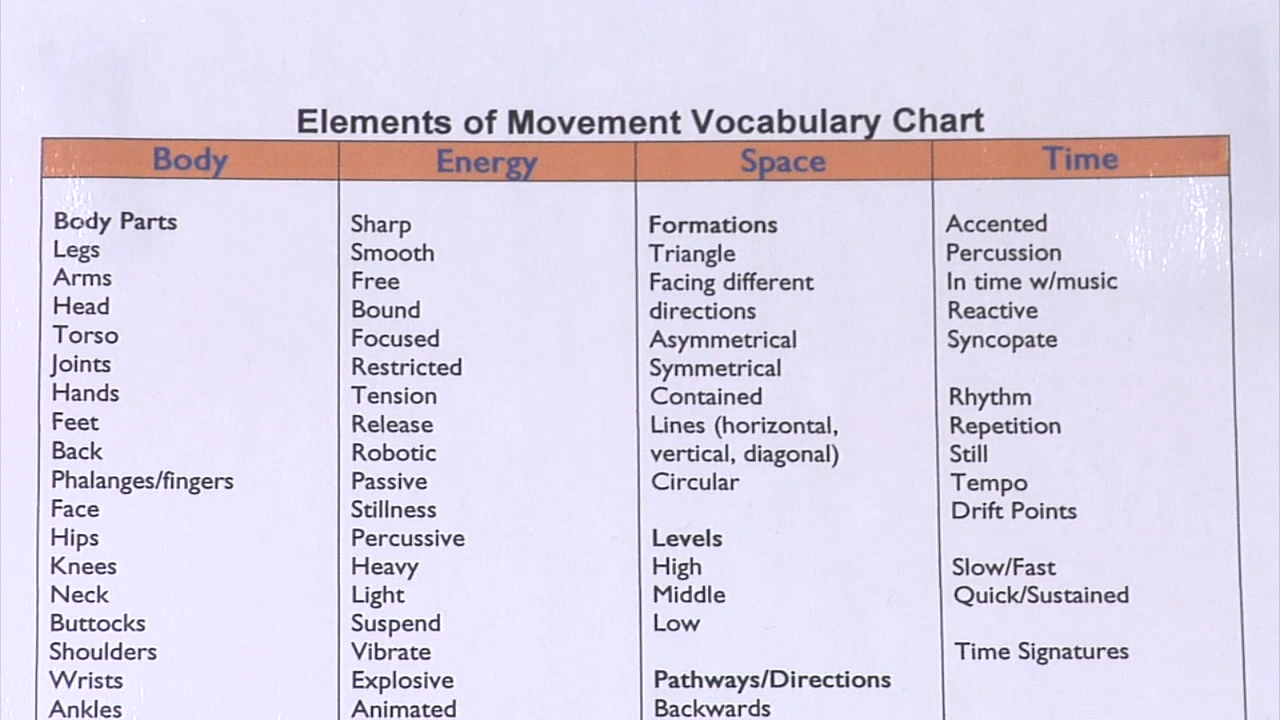 Elements of Movement Vocabulary Chart
Body Energy Space Time
Body Parts
Legs
Arms
Head
Torso
Joints
Hands
Feet
Back
Phalanges/fingers
Face
Hips
Knees
Neck
Buttocks
Shoulders
Wrists
Ankles
Sharp
Smooth
Free
Bound
Focused
Restricted
Tension
Release
Robotic
Passive
Stillness
Percussive
Heavy
Light
Suspend
Vibrate
Explosive
Animated
Formations
Triangle
Facing different
directions
Asymmetrical
Symmetrical
Contained
Lines (horizontal,
vertical, diagonal)
Circular
Levels
High
Middle
Low
Pathways/Directions
Backwards
Accented
Percussion
In time w/music
Reactive
Syncopate
Rhythm
Repetition
Still
Tempo
Drift Points
Slow/Fast
Quick/Sustained
Time Signatures